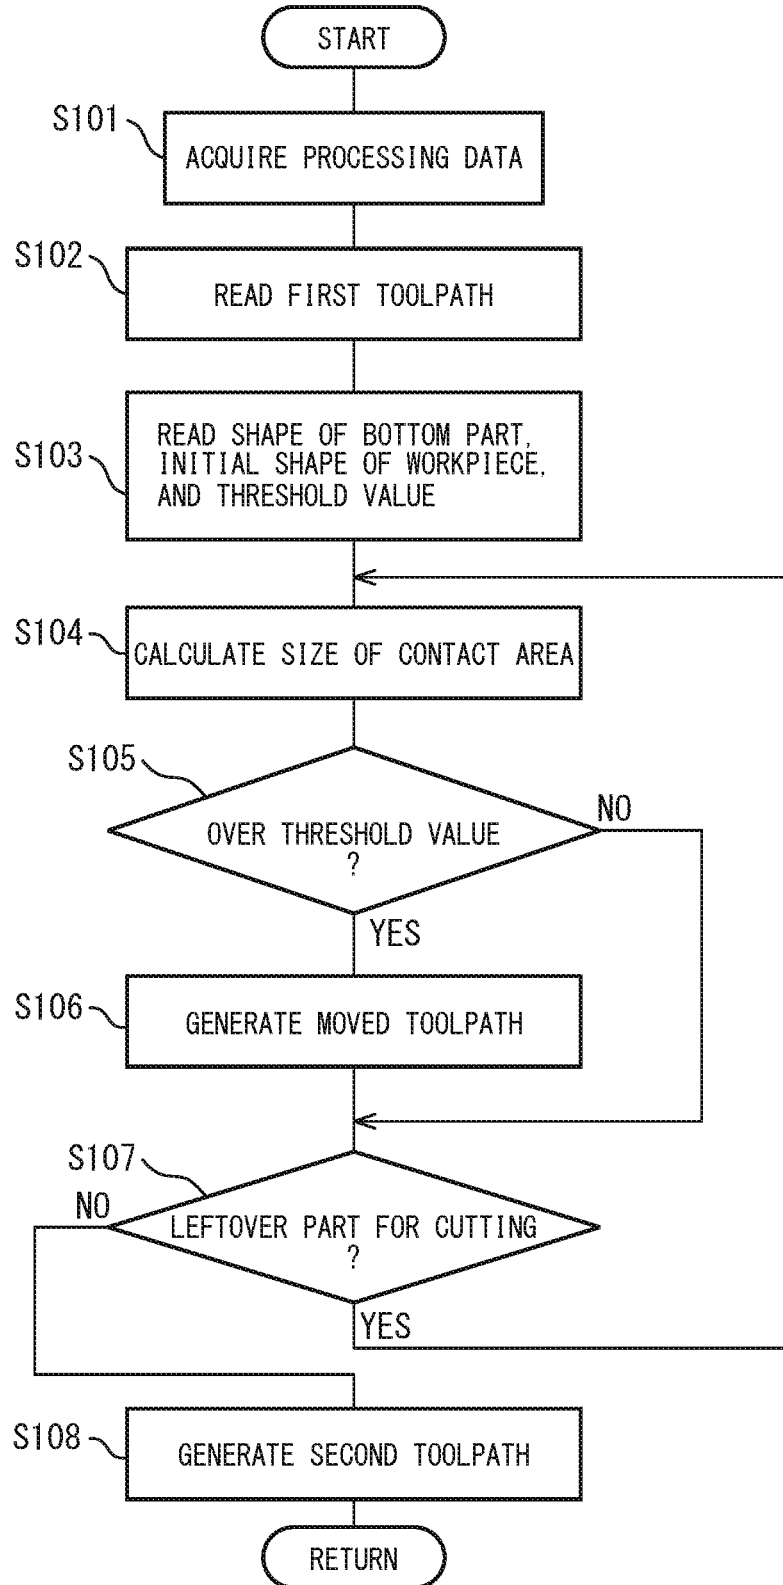 START
S101
ACQUIRE PROCESSING DATA
S102
READ FIRST TOOLPATH
S103
READ SHAPE OF BOTTOM PART,
INITIAL SHAPE OF WORKPIECE,
AND THRESHOLD VALUE
S104
CALCULATE SIZE OF CONTACT AREA
S105
OVER THRESHOLD VALUE
?
NO
YES
S106
GENERATE MOVED TOOLPATH
S107
NO
LEFTOVER PART FOR CUTTING
?
YES
S108
GENERATE SECOND TOOLPATH
RETURN